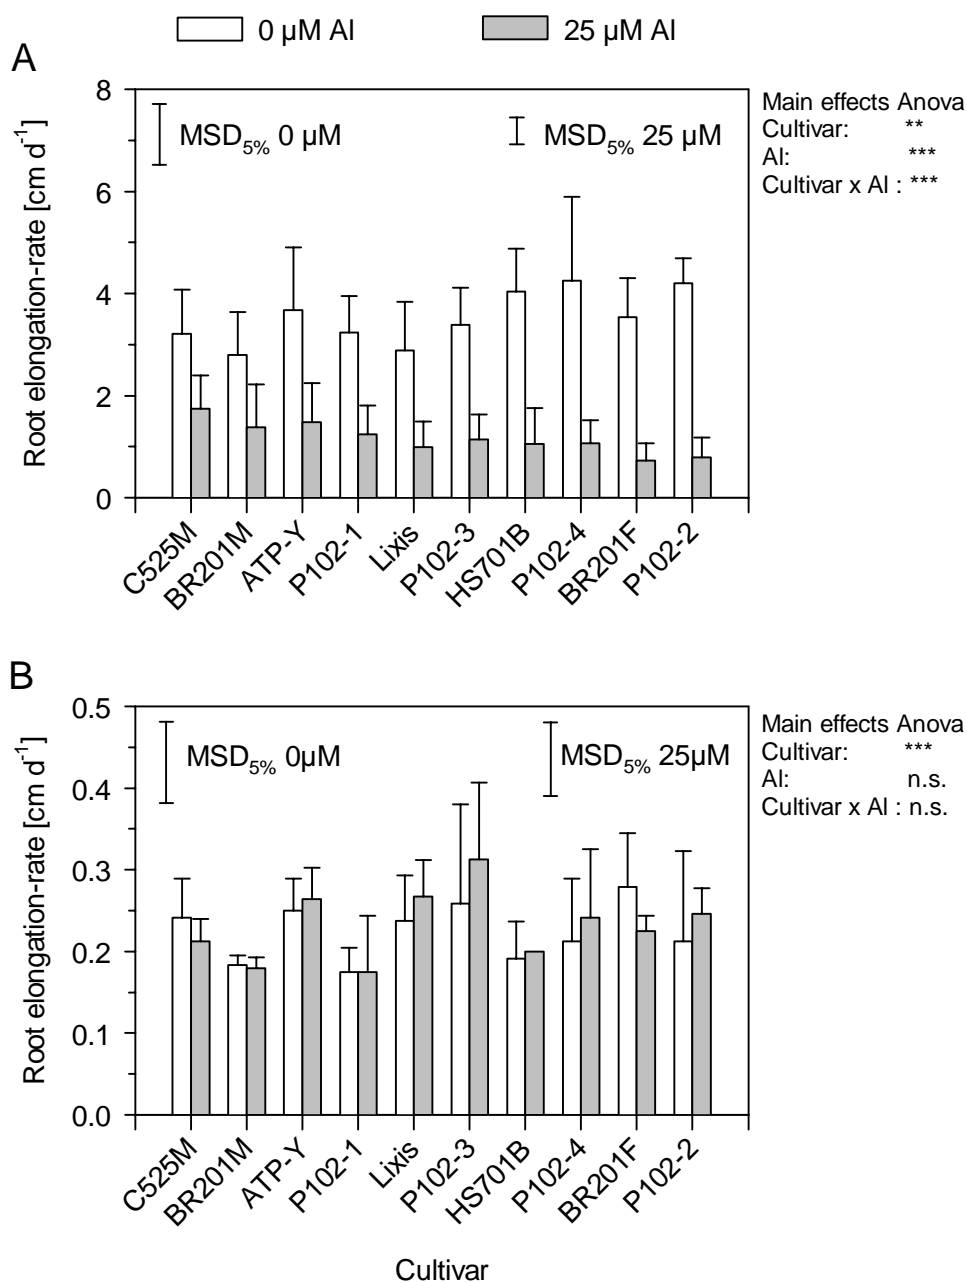 0 µM Al 25 µM Al
A
Root elongation-rate [cm d⁻¹]
8
6
4
2
0
MSD5% 0 µM MSD5% 25 µM
Main effects Anova
Cultivar: **
Al: ***
Cultivar x Al : ***
C525M
BR201M
ATP-Y
P102-1
Lixis
P102-3
HS701B
P102-4
BR201F
P102-2
B
Root elongation-rate [cm d⁻¹]
0.5
0.4
0.3
0.2
0.1
0.0
MSD5% 0µM MSD5% 25µM
Main effects Anova
Cultivar: ***
Al: n.s.
Cultivar x Al : n.s.
C525M
BR201M
ATP-Y
P102-1
Lixis
P102-3
HS701B
P102-4
BR201F
P102-2
Cultivar